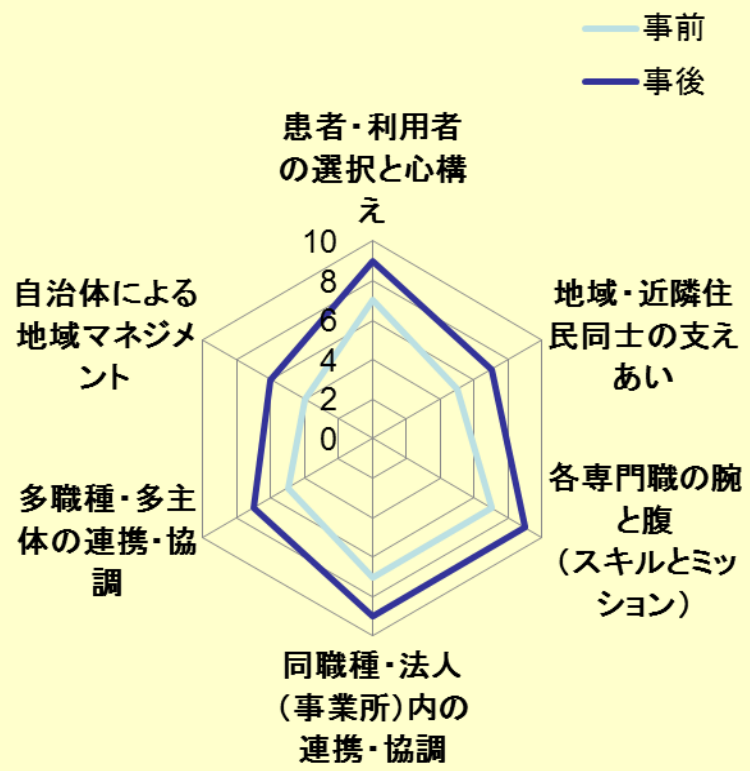 事前
事後
患者・利用者
の選択と心構
え
10
8
6
4
2
0
地域・近隣住
民同士の支え
あい
各専門職の腕
と腹
(スキルとミッ
ション)
同職種・法人
(事業所)内の
連携・協調
多職種・多主
体の連携・協
調
自治体による
地域マネジメ
ント